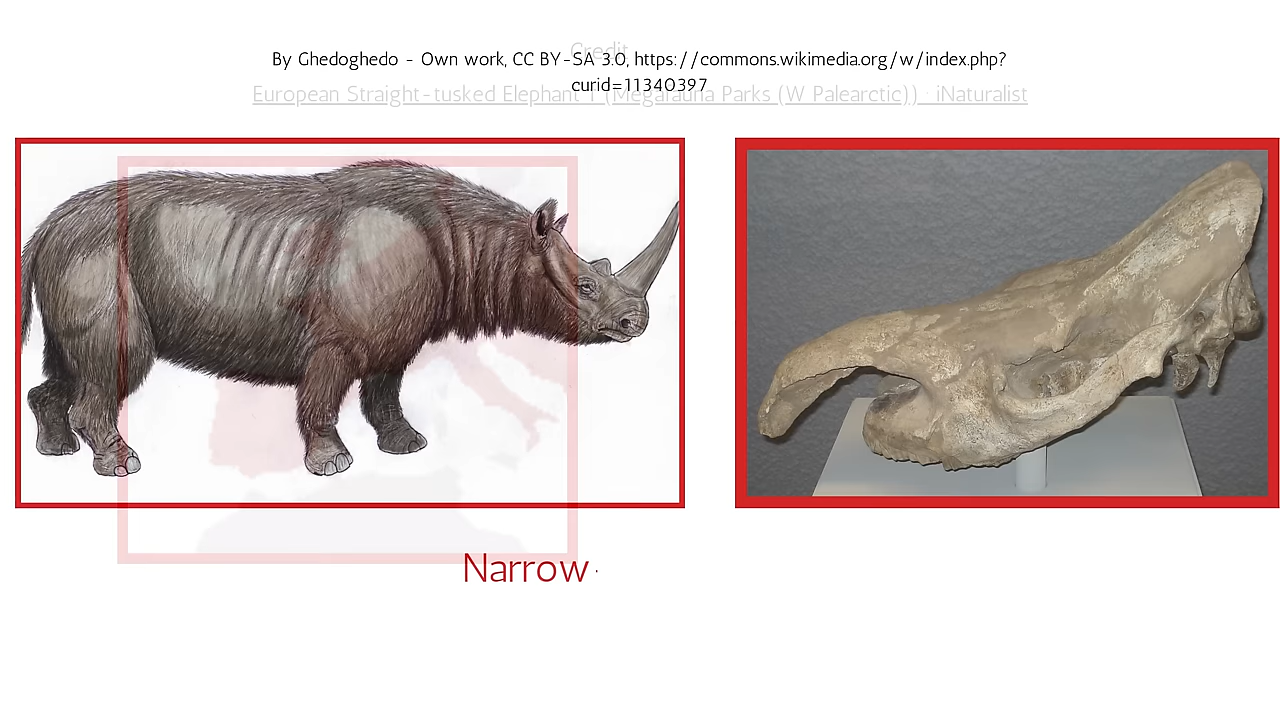 Credit
By Ghedoghedo - Own work, CC BY-SA 3.0, https://commons.wikimedia.org/w/index.php?
curid=11340397
European Straight-tusked Elephant (Megafauna Parks (W Palearctic)) · iNaturalist
Narrow